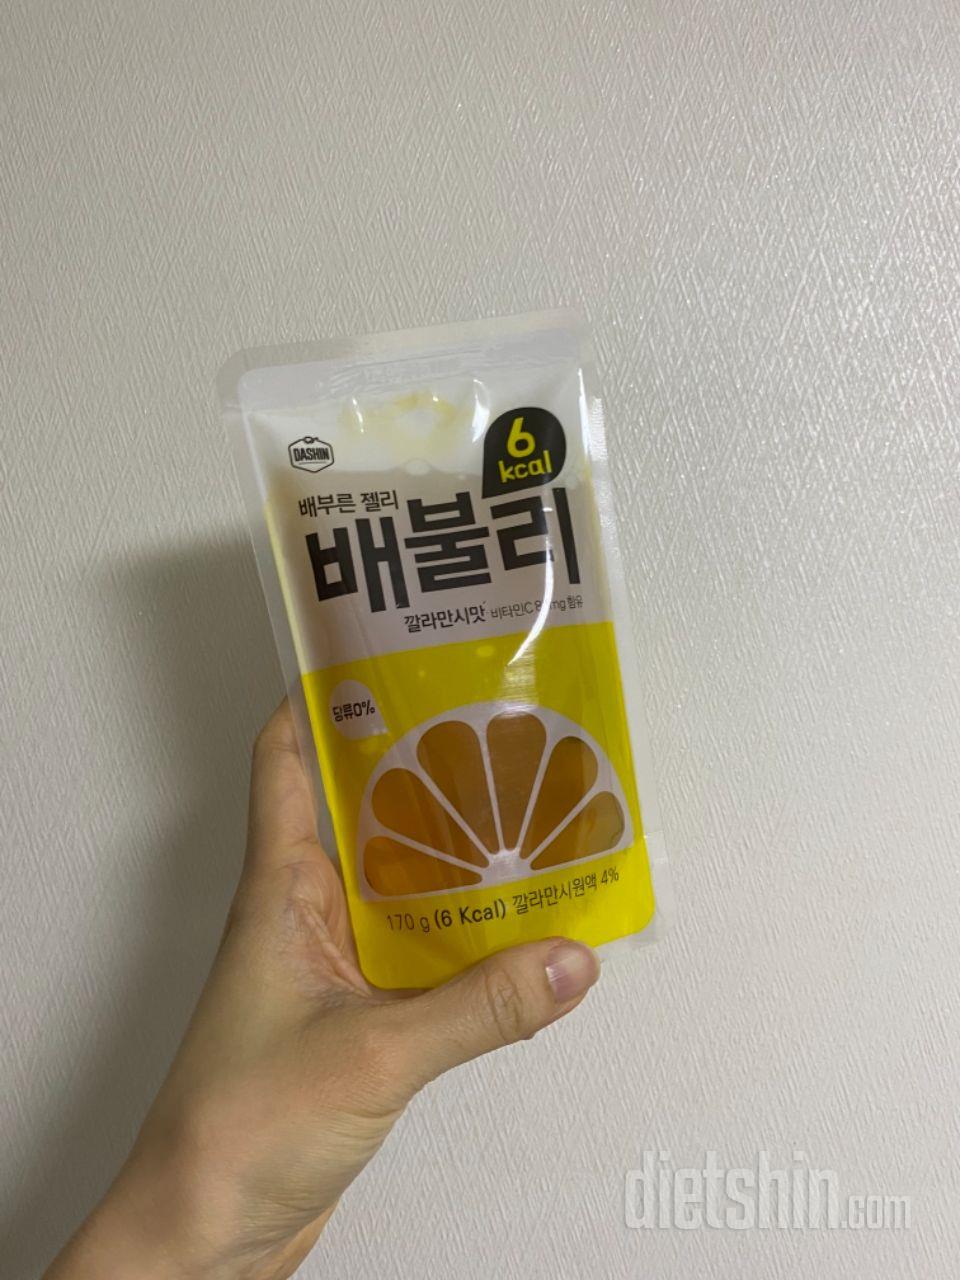 DASHIN
6
kcal
배부른 젤리
배불리
깔라만시맛 비타민C mg 함유
당류0%
170 g (6 Kcal) 깔라만시원액 4%
dietshin.com